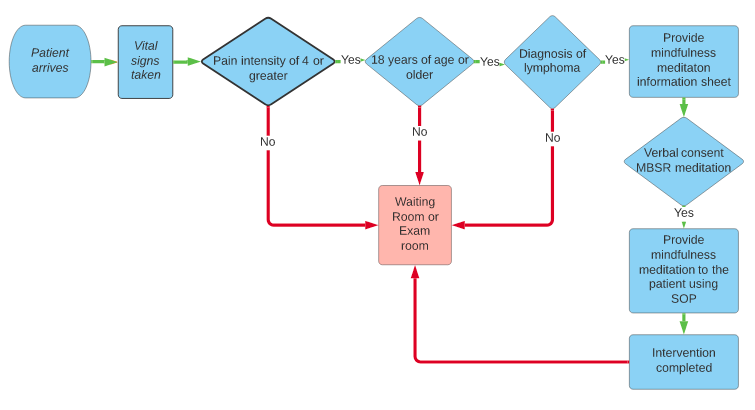 Patient
arrives
Vital
signs
taken
Pain intensity of 4 or
greater
Yes
18 years of age or
older
Yes
Diagnosis of
lymphoma
Yes
Provide
mindfulness
meditaton
information sheet
No
No
No
Verbal consent
MBSR meditation
Yes
Waiting
Room or
Exam
room
Provide
mindfulness
meditation to the
patient using
SOP
Intervention
completed